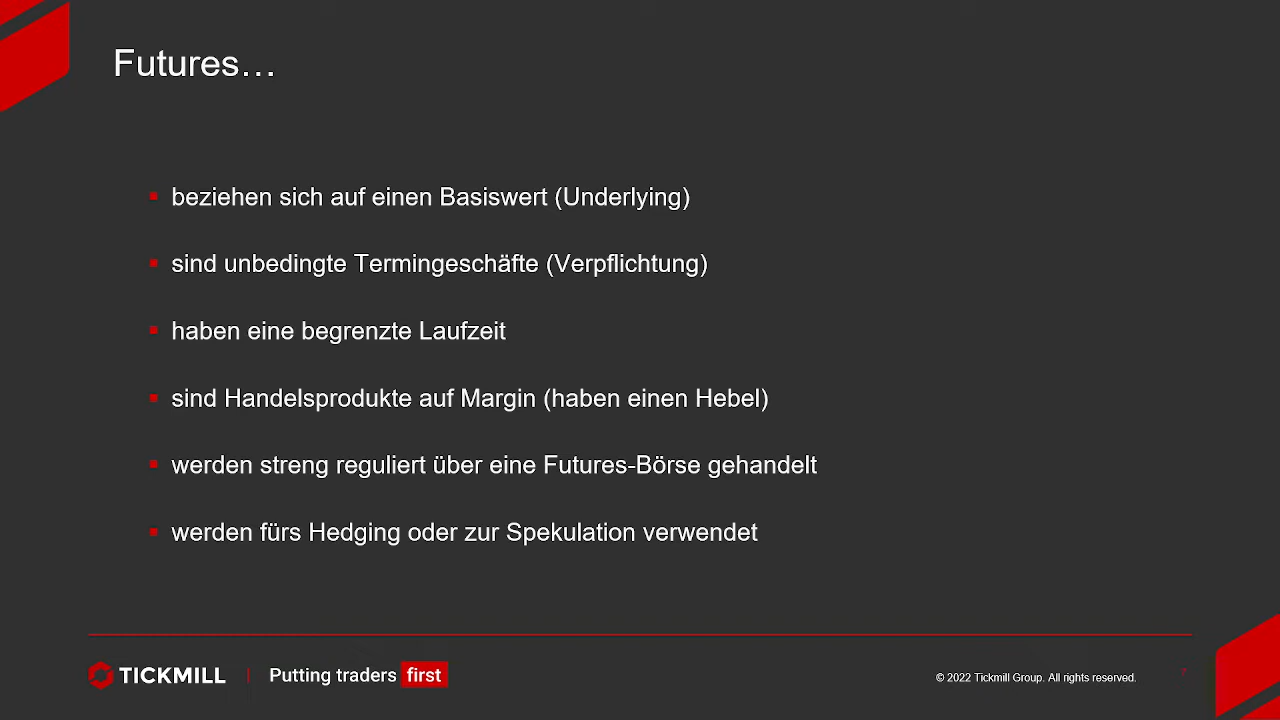 Futures…
beziehen sich auf einen Basiswert (Underlying)
sind unbedingte Termingeschäfte (Verpflichtung)
haben eine begrenzte Laufzeit
sind Handelsprodukte auf Margin (haben einen Hebel)
werden streng reguliert über eine Futures-Börse gehandelt
werden fürs Hedging oder zur Spekulation verwendet
TICKMILL | Putting traders first
© 2022 Tickmill Group. All rights reserved.
7